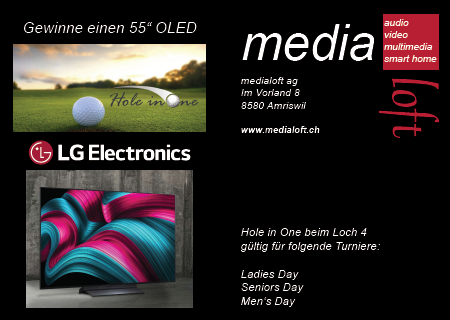 Gewinne einen 55“ OLED
Hole in One
LG Electronics
media
loft
audio
video
multimedia
smart home
medialoft ag
Im Vorland 8
8580 Amriswil
www.medialoft.ch
Hole in One beim Loch 4
gültig für folgende Turniere:
Ladies Day
Seniors Day
Men‘s Day